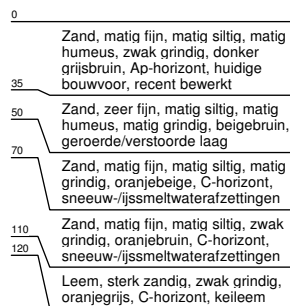 0
Zand, matig fijn, matig siltig, matig
humeus, zwak grindig, donker
grijsbruin, Ap-horizont, huidige
bouwvoor, recent bewerkt
35
Zand, zeer fijn, matig siltig, matig
humeus, matig grindig, beigebruin,
geroerde/verstoorde laag
50
Zand, matig fijn, matig siltig, matig
grindig, oranjebeige, C-horizont,
sneeuw-/ijssmeltwaterafzettingen
70
Zand, matig fijn, matig siltig, zwak
grindig, oranjebruin, C-horizont,
sneeuw-/ijssmeltwaterafzettingen
110
Leem, sterk zandig, zwak grindig,
oranjegrijs, C-horizont, keileem
120